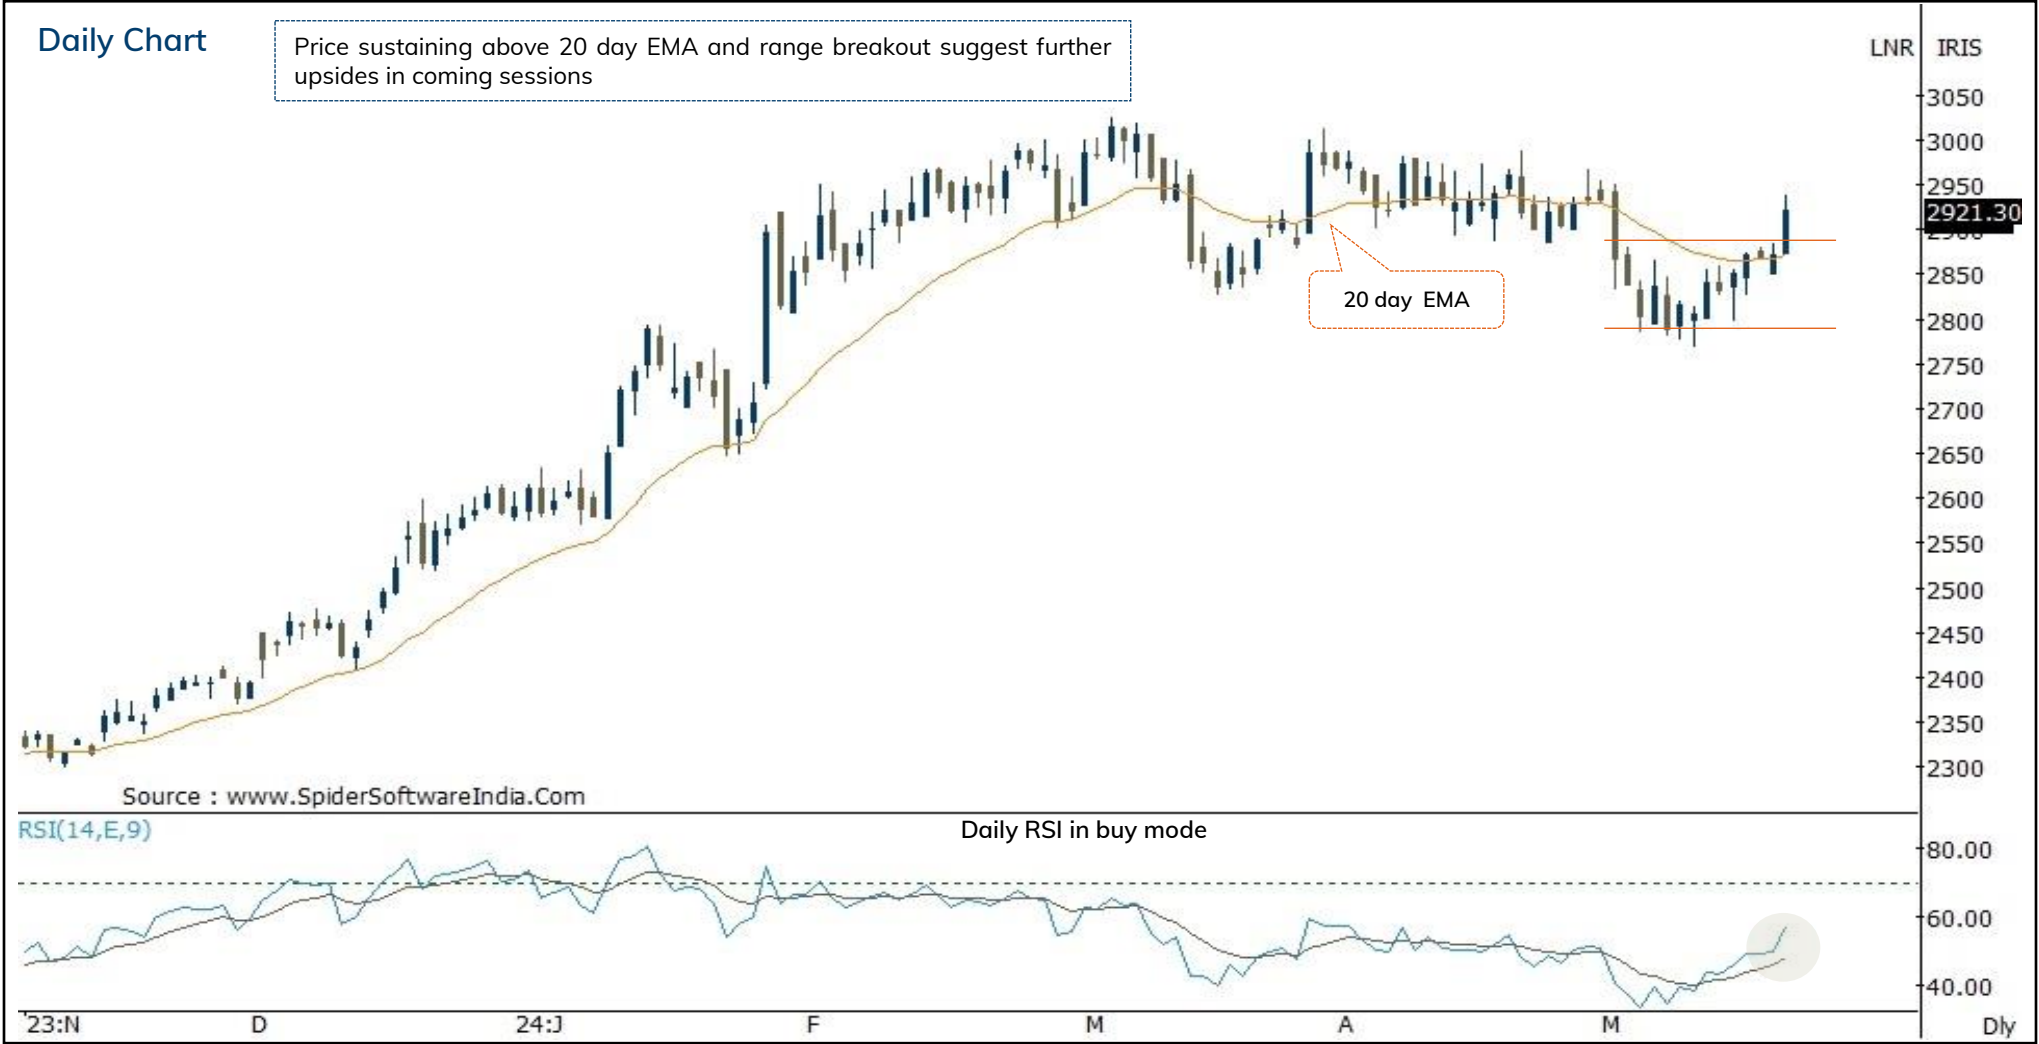 Daily Chart
Price sustaining above 20 day EMA and range breakout suggest further
upsides in coming sessions
LNR IRIS
3050
3000
2950
2921.30
2850
2800
2750
2700
2650
2600
2550
2500
2450
2400
2350
2300
20 day EMA
Source : www.SpiderSoftwareIndia.Com
RSI(14,E,9)
Daily RSI in buy mode
80.00
60.00
40.00
'23:N D 24:J F M A M Dly